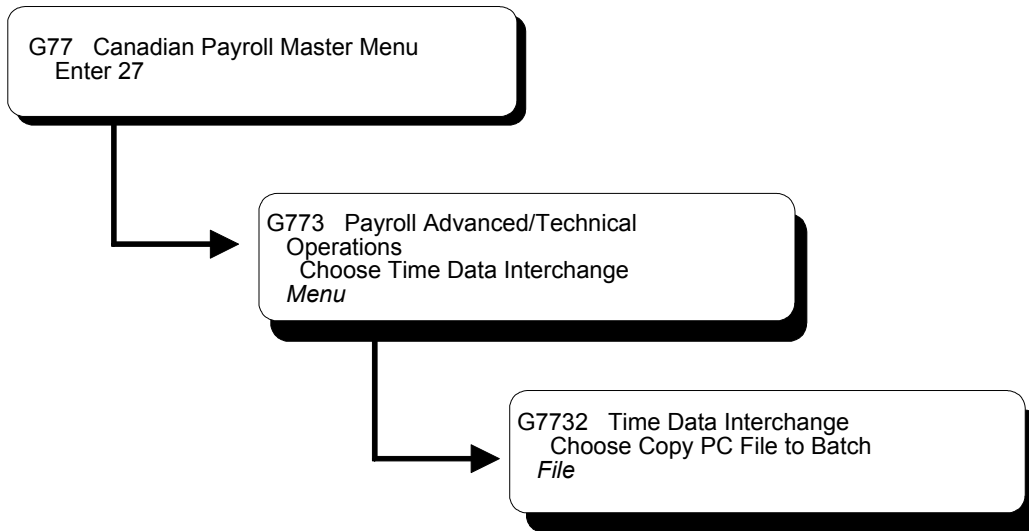 G77 Canadian Payroll Master Menu
Enter 27
G773 Payroll Advanced/Technical
Operations
Choose Time Data Interchange
Menu
G7732 Time Data Interchange
Choose Copy PC File to Batch
File